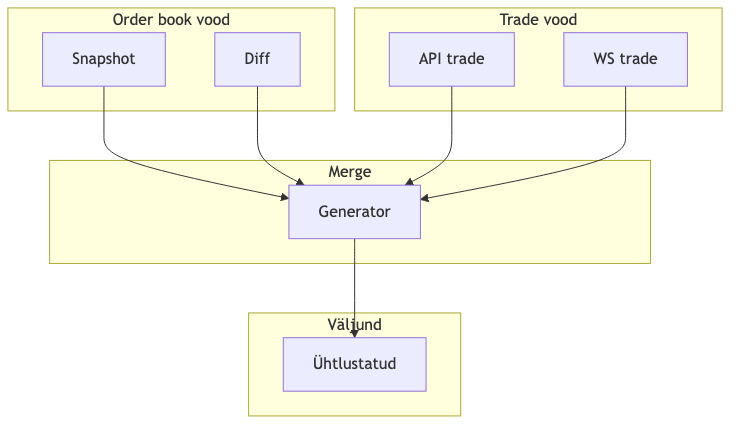 Order book vood
Trade vood
Snapshot
Diff
API trade
WS trade
Merge
Generator
Väljund
Ühtlustatud